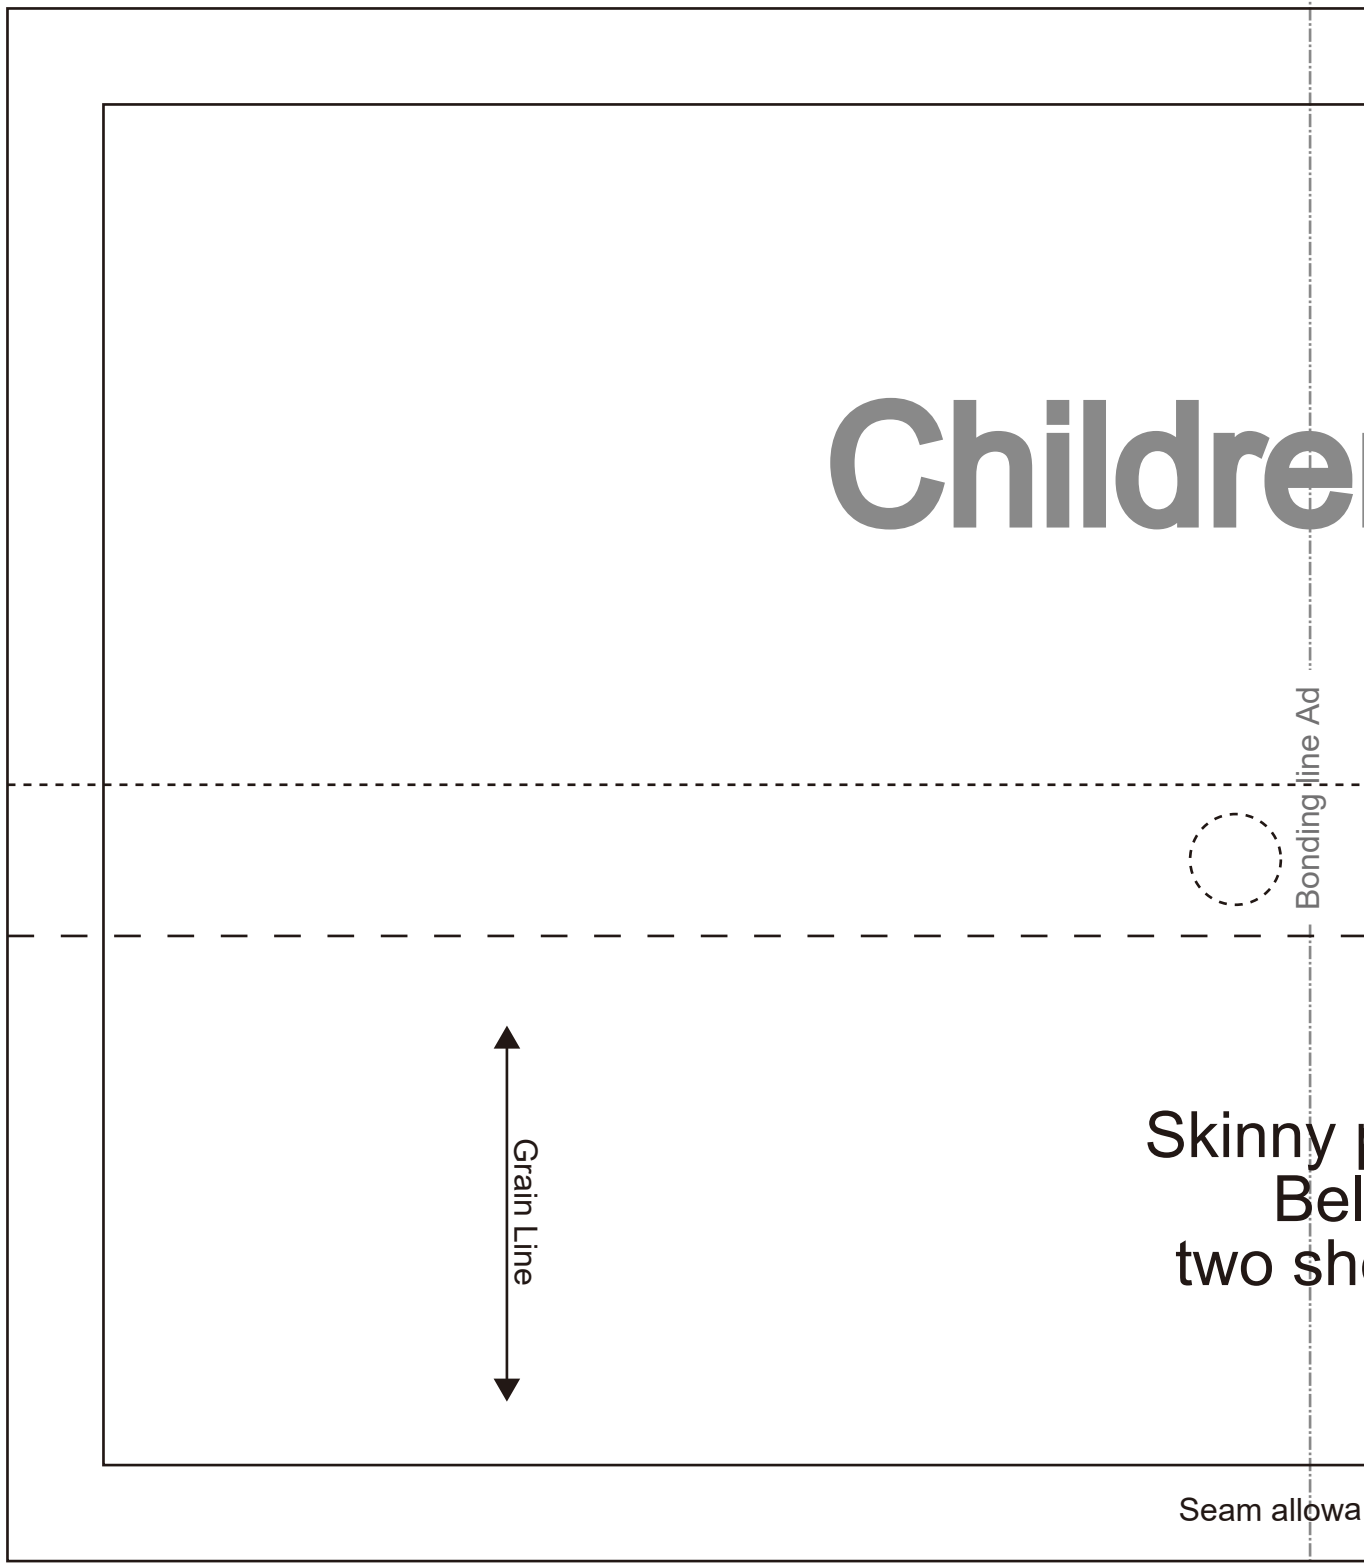 Childre
Bonding line Ad
Grain Line
Skinny p
Bel
two sh
Seam allowa